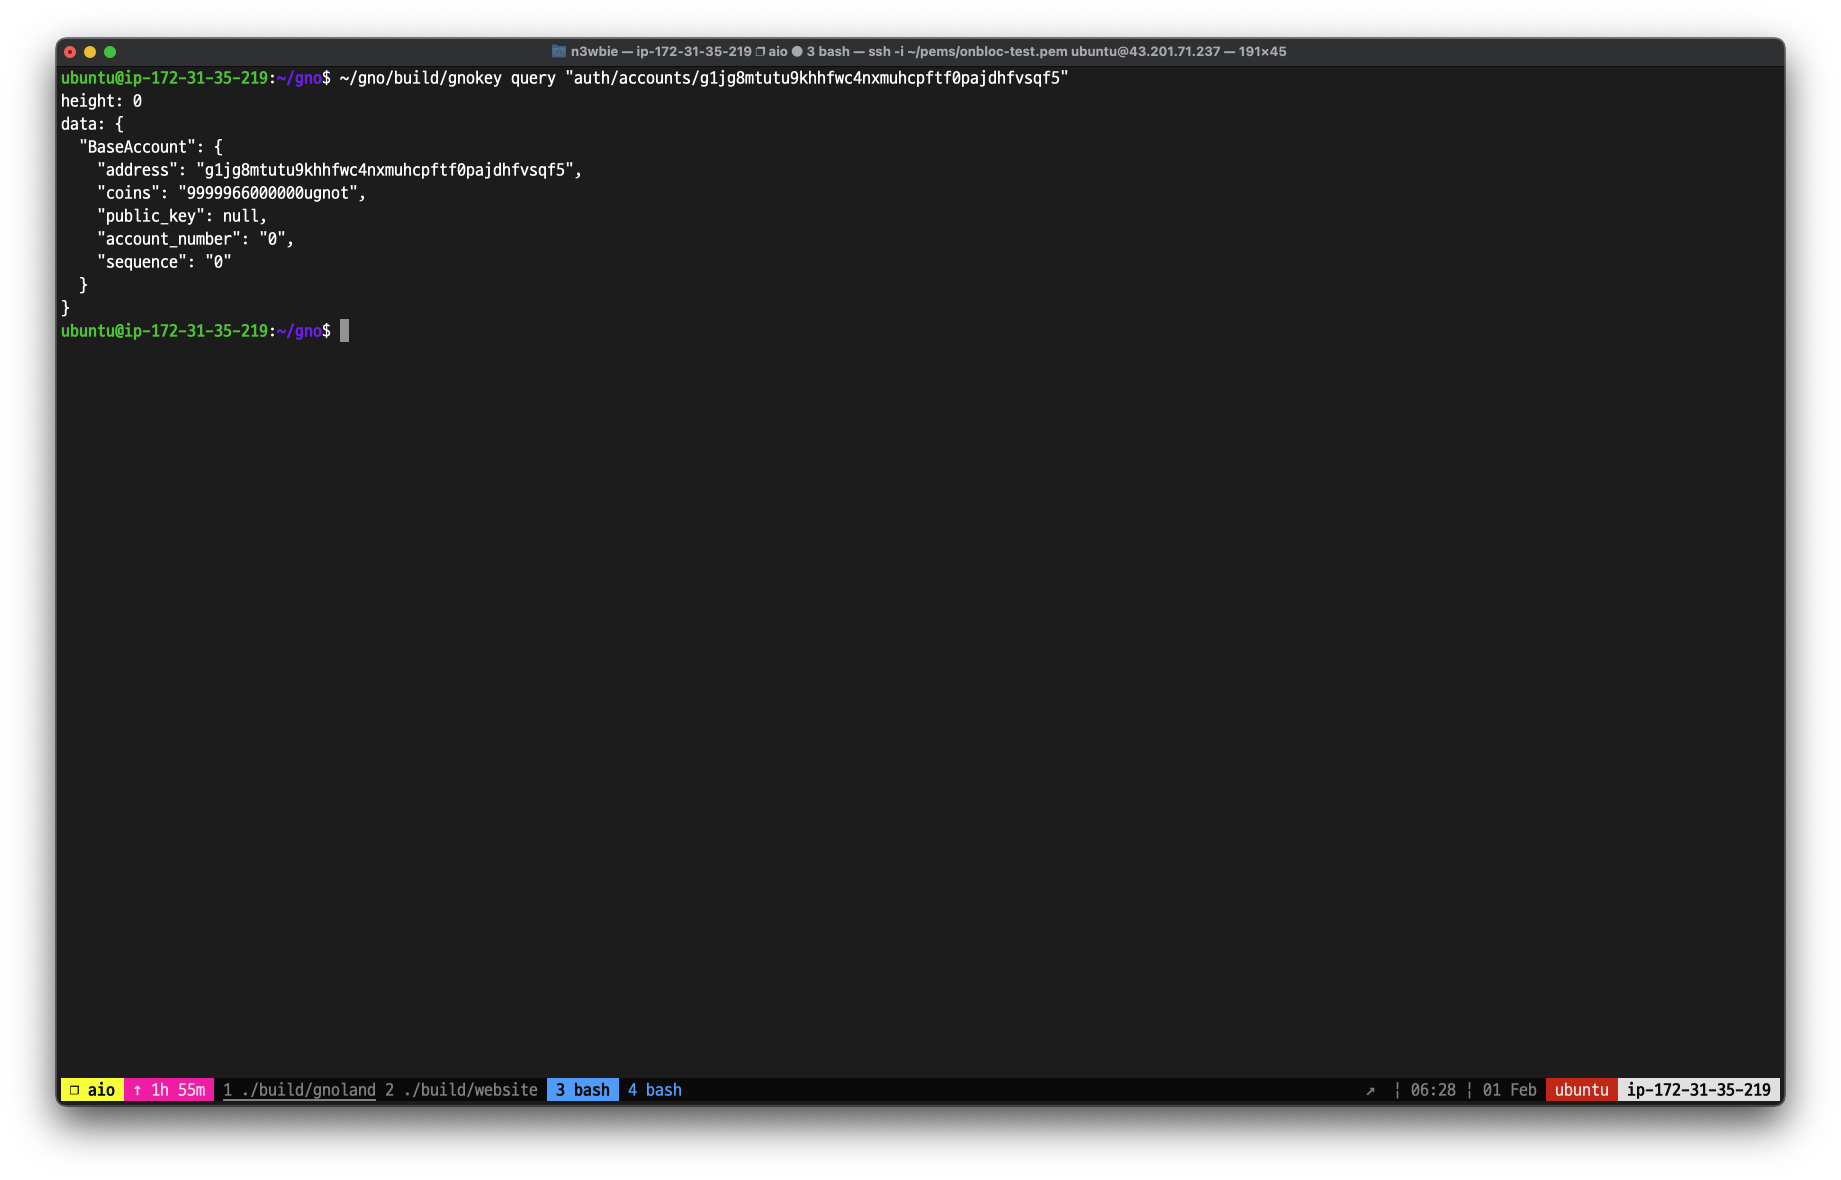 n3wbie — ip-172-31-35-219 ❐ aio ● 3 bash — ssh -i ~/pems/onbloc-test.pem ubuntu@43.201.71.237 — 191×45
ubuntu@ip-172-31-35-219:~/gno$ ~/gno/build/gnokey query "auth/accounts/g1jg8mtutu9khhfwc4nxmuhcpftf0pajdhfvsqf5"
height: 0
data: {
  "BaseAccount": {
    "address": "g1jg8mtutu9khhfwc4nxmuhcpftf0pajdhfvsqf5",
    "coins": "9999966000000ugnot",
    "public_key": null,
    "account_number": "0",
    "sequence": "0"
  }
}
ubuntu@ip-172-31-35-219:~/gno$
❐ aio ↑ 1h 55m 1 ./build/gnoland 2 ./build/website 3 bash 4 bash ↗ ¦ 06:28 ¦ 01 Feb ubuntu ip-172-31-35-219